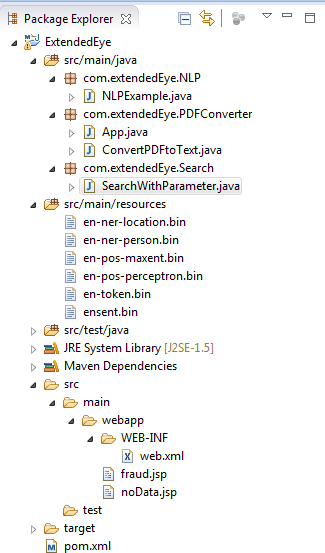 Package Explorer
ExtendedEye
src/main/java
com.extendedEye.NLP
NLPExample.java
com.extendedEye.PDFConverter
App.java
ConvertPDFtoText.java
com.extendedEye.Search
SearchWithParameter.java
src/main/resources
en-ner-location.bin
en-ner-person.bin
en-pos-maxent.bin
en-pos-perceptron.bin
en-token.bin
ensent.bin
src/test/java
JRE System Library [J2SE-1.5]
Maven Dependencies
src
main
webapp
WEB-INF
web.xml
fraud.jsp
noData.jsp
test
target
pom.xml